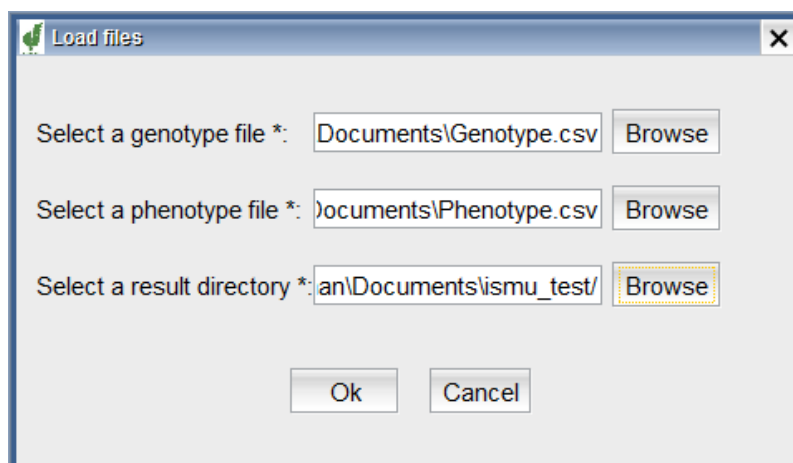 Load files
Select a genotype file *: Documents\Genotype.csv Browse
Select a phenotype file *: Documents\Phenotype.csv Browse
Select a result directory *: an\Documents\ismu_test/ Browse
Ok Cancel